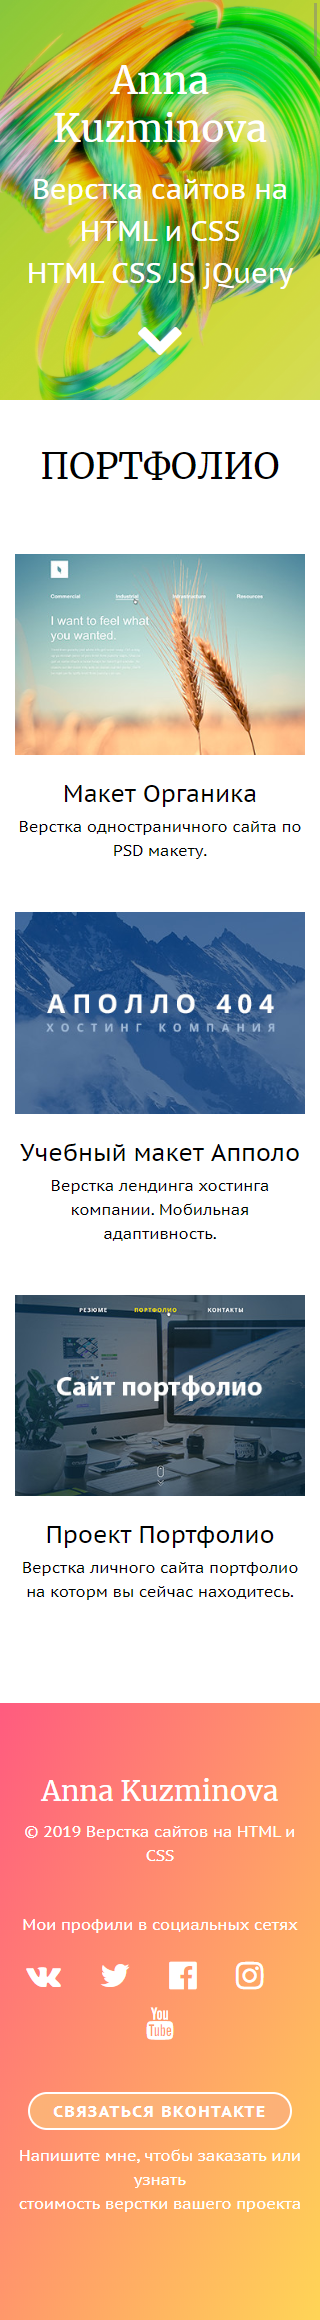 Anna
Kuzminova
Верстка сайтов на
HTML и CSS
HTML CSS JS jQuery
ПОРТФОЛИО
Commercial Industrial Infrastructure Resources
I want to feel what
you wanted.
Макет Органика
Верстка одностраничного сайта по
PSD макету.
АПОЛЛО 404
ХОСТИНГ КОМПАНИЯ
Учебный макет Апполо
Верстка лендинга хостинга
компании. Мобильная
адаптивность.
РЕЗЮМЕ ПОРТФОЛИО КОНТАКТЫ
Сайт портфолио
Проект Портфолио
Верстка личного сайта портфолио
на котором вы сейчас находитесь.
Anna Kuzminova
© 2019 Верстка сайтов на HTML и
CSS
Мои профили в социальных сетях
You
Tube
СВЯЗАТЬСЯ ВКОНТАКТЕ
Напишите мне, чтобы заказать или
узнать
стоимость верстки вашего проекта